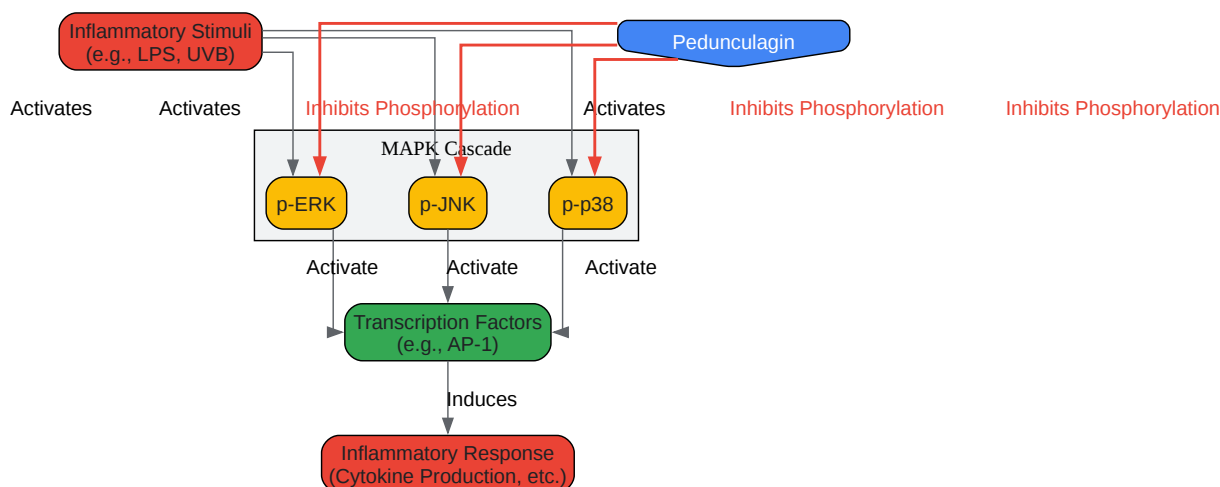 Inflammatory Stimuli
(e.g., LPS, UVB)
Pedunculagin
Activates
Activates
Inhibits Phosphorylation
Activates
Inhibits Phosphorylation
Inhibits Phosphorylation
MAPK Cascade
p-ERK
p-JNK
p-p38
Activate
Activate
Activate
Transcription Factors
(e.g., AP-1)
Induces
Inflammatory Response
(Cytokine Production, etc.)